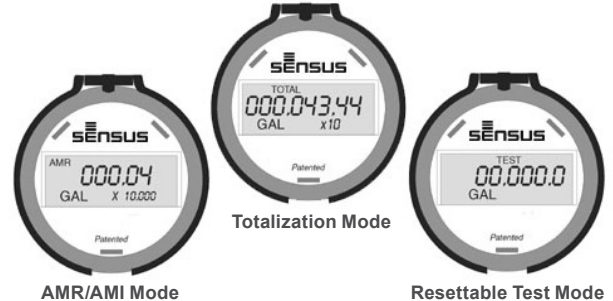 sensus
TOTAL
000.043.44
GAL x10
Patented
Totalization Mode
sensus
AMR
000.04
GAL X 10.000
Patented
AMR/AMI Mode
sensus
TEST
00.000.0
GAL
Patented
Resettable Test Mode